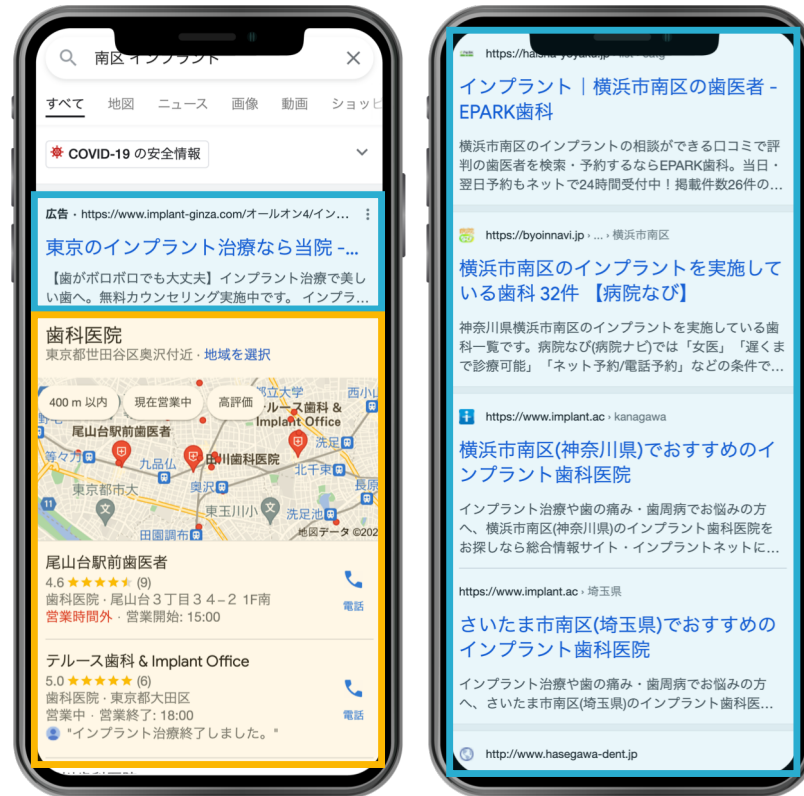 南区 インプラント
すべて 地図 ニュース 画像 動画 ショッピ
COVID-19 の安全情報
広告・https://www.implant-ginza.com/オールオン4/イン...
東京のインプラント治療なら当院 -...
【歯がボロボロでも大丈夫】インプラント治療で美し
い歯へ。無料カウンセリング実施中です。 インプラ...
歯科医院
東京都世田谷区奥沢付近・地域を選択
400 m 以内 現在営業中 高評価
都立大学
西小山
テルース歯科 &
Implant Office
尾山台駅前歯医者
等々力
九品仏
田川歯科医院
洗足
北千束
東京都市大
奥沢
長原
11
東玉川小
洗足池
田園調布
地図データ ©202
尾山台駅前歯医者
4.6 ★★★★★ (9)
歯科医院・尾山台３丁目３４−２ 1F南
営業時間外・営業開始: 15:00
電話
テルース歯科 & Implant Office
5.0 ★★★★★ (6)
歯科医院・東京都大田区
営業中・営業終了: 18:00
電話
"インプラント治療終了しました。"
インプラント｜横浜市南区の歯医者 -
EPARK歯科
横浜市南区のインプラントの相談ができる口コミで評
判の歯医者を検索・予約するならEPARK歯科。当日・
翌日予約もネットで24時間受付中！掲載件数26件の...
https://byoinnavi.jp › ... › 横浜市南区
横浜市南区のインプラントを実施して
いる歯科 32件 【病院なび】
神奈川県横浜市南区のインプラントを実施している歯
科一覧です。病院なび(病院ナビ)では「女医」「遅くま
で診療可能」「ネット予約/電話予約」などの条件で...
https://www.implant.ac › kanagawa
横浜市南区(神奈川県)でおすすめのイ
ンプラント歯科医院
インプラント治療や歯の痛み・歯周病でお悩みの方
へ、横浜市南区(神奈川県)のインプラント歯科医院を
お探しなら総合情報サイト・インプラントネットに...
https://www.implant.ac › 埼玉県
さいたま市南区(埼玉県)でおすすめの
インプラント歯科医院
インプラント治療や歯の痛み・歯周病でお悩みの方
へ、さいたま市南区(埼玉県)のインプラント歯科医...
http://www.hasegawa-dent.jp